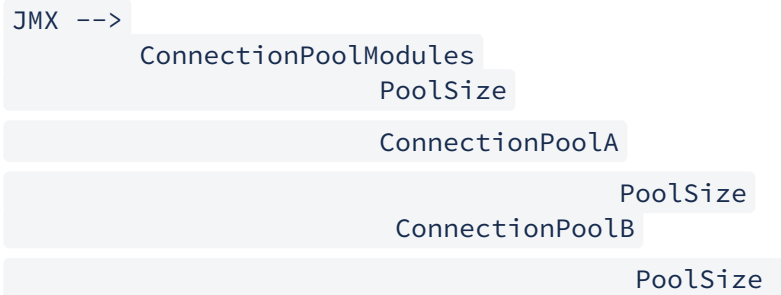 JMX -->
ConnectionPoolModules
PoolSize
ConnectionPoolA
PoolSize
ConnectionPoolB
PoolSize